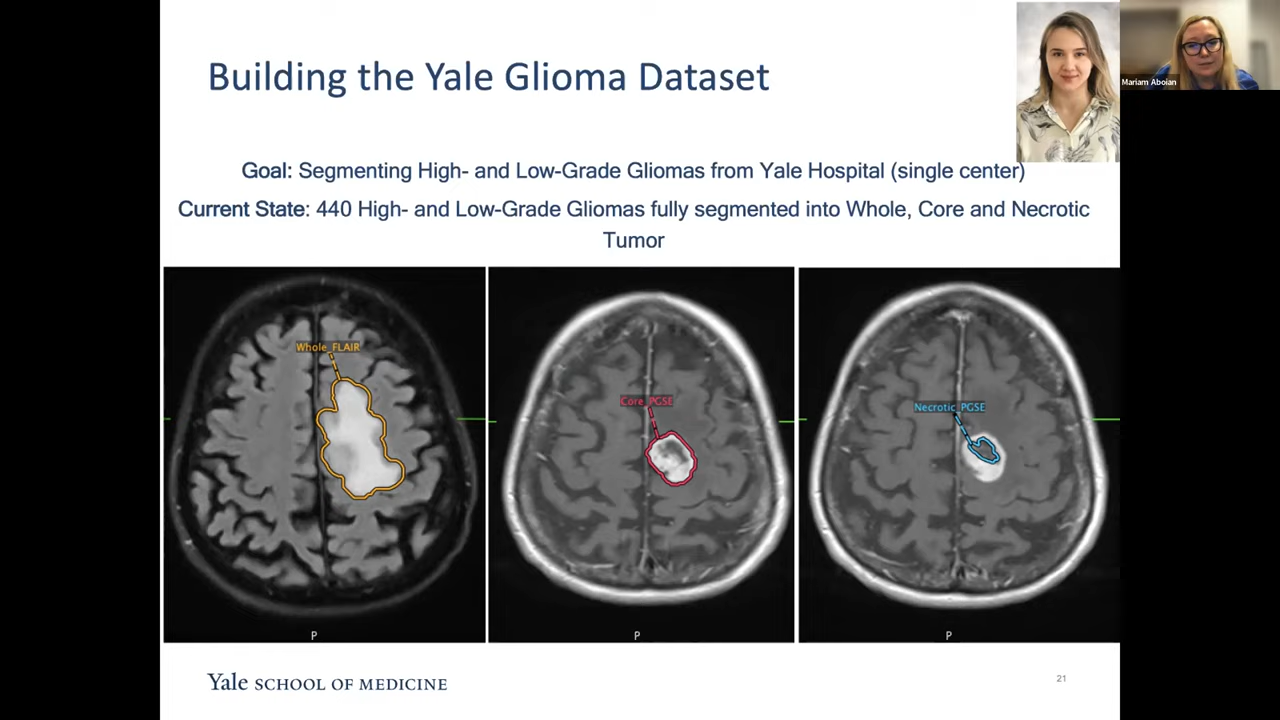 Building the Yale Glioma Dataset
Mariam Aboian
Goal: Segmenting High- and Low-Grade Gliomas from Yale Hospital (single center)
Current State: 440 High- and Low-Grade Gliomas fully segmented into Whole, Core and Necrotic
Tumor
Whole_FLAIR
Core_PGSE
Necrotic_PGSE
P
P
P
Yale SCHOOL OF MEDICINE
21